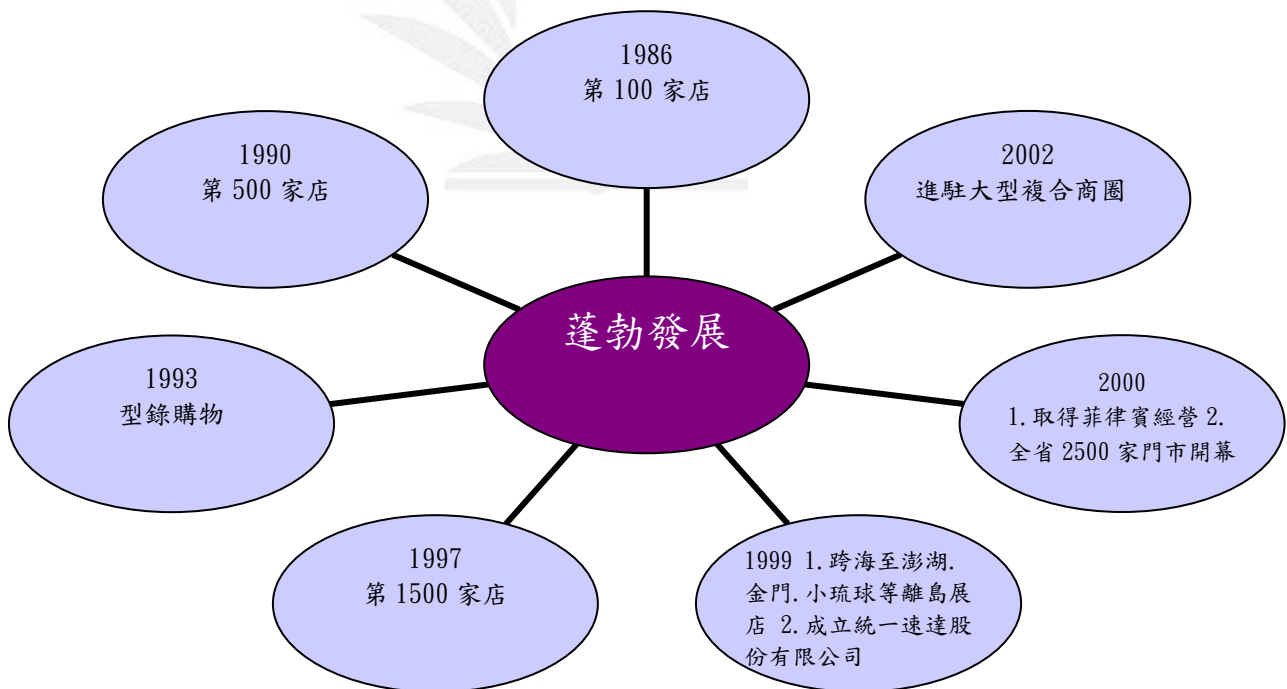 1986
第 100 家店
1990
第 500 家店
2002
進駐大型複合商圈
蓬勃發展
1993
型錄購物
2000
1.取得菲律賓經營 2.
全省 2500 家門市開幕
1997
第 1500 家店
1999 1.跨海至澎湖.
金門.小琉球等離島展
店 2.成立統一速達股
份有限公司